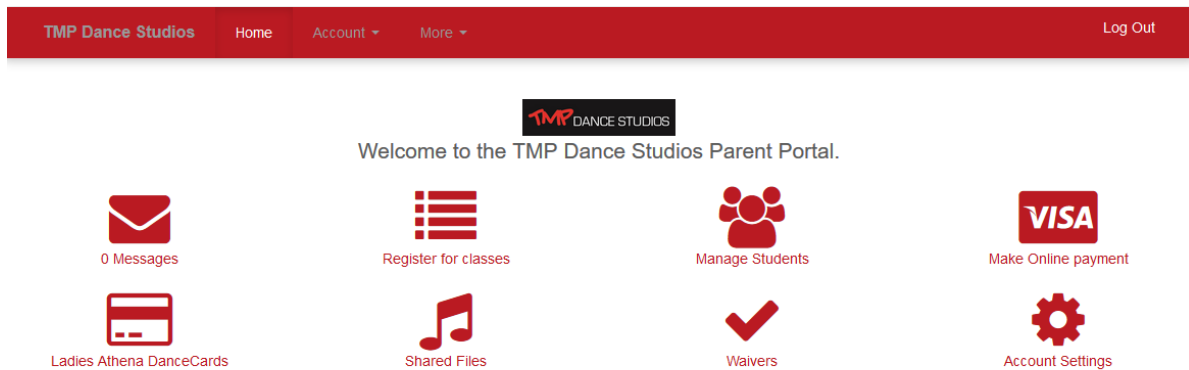 TMP Dance Studios Home Account More Log Out
TMP DANCE STUDIOS
Welcome to the TMP Dance Studios Parent Portal.
VISA
0 Messages Register for classes Manage Students Make Online payment
Ladies Athena DanceCards Shared Files Waivers Account Settings